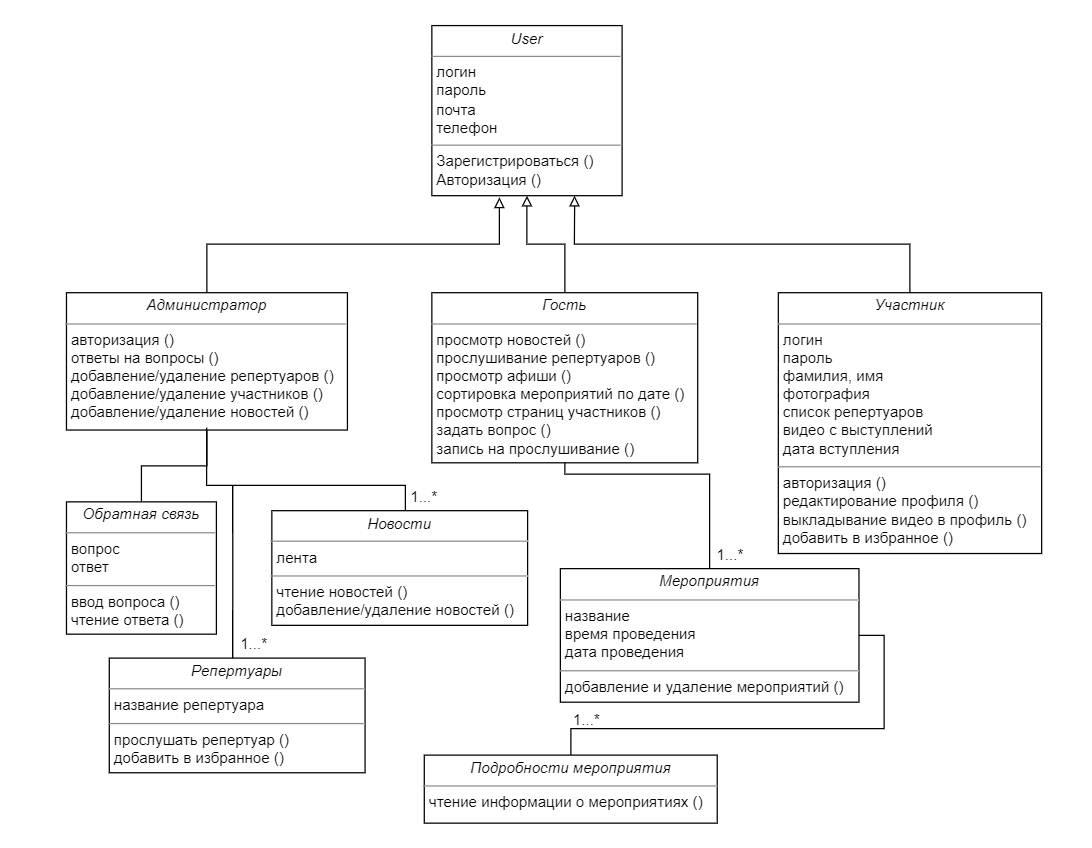 User
логин
пароль
почта
телефон
Зарегистрироваться ()
Авторизация ()
Администратор
авторизация ()
ответы на вопросы ()
добавление/удаление репертуаров ()
добавление/удаление участников ()
добавление/удаление новостей ()
Гость
просмотр новостей ()
прослушивание репертуаров ()
просмотр афиши ()
сортировка мероприятий по дате ()
просмотр страниц участников ()
задать вопрос ()
запись на прослушивание ()
Участник
логин
пароль
фамилия, имя
фотография
список репертуаров
видео с выступлений
дата вступления
авторизация ()
редактирование профиля ()
выкладывание видео в профиль ()
добавить в избранное ()
Обратная связь
вопрос
ответ
ввод вопроса ()
чтение ответа ()
1...*
Новости
лента
чтение новостей ()
добавление/удаление новостей ()
1...*
Мероприятия
название
время проведения
дата проведения
добавление и удаление мероприятий ()
1...*
Репертуары
название репертуара
прослушать репертуар ()
добавить в избранное ()
1...*
Подробности мероприятия
чтение информации о мероприятиях ()